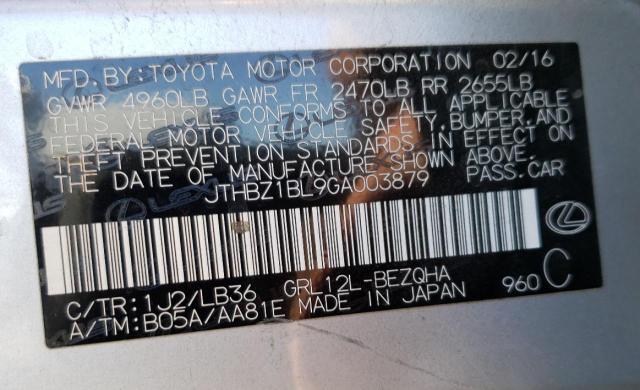 MFD. BY: TOYOTA MOTOR CORPORATION 02/16
GVWR 4960LB GAWR FR 2470LB RR 2655LB
THIS VEHICLE CONFORMS TO ALL APPLICABLE
FEDERAL MOTOR VEHICLE SAFETY, BUMPER, AND
THEFT PREVENTION STANDARDS IN EFFECT ON
THE DATE OF MANUFACTURE SHOWN ABOVE.
JTHBZ1BL9GA003879 PASS. CAR
C/TR: 1J2/LB36 GRL12L-BEZQHA
A/TM: B05A/AA81E MADE IN JAPAN 960 C